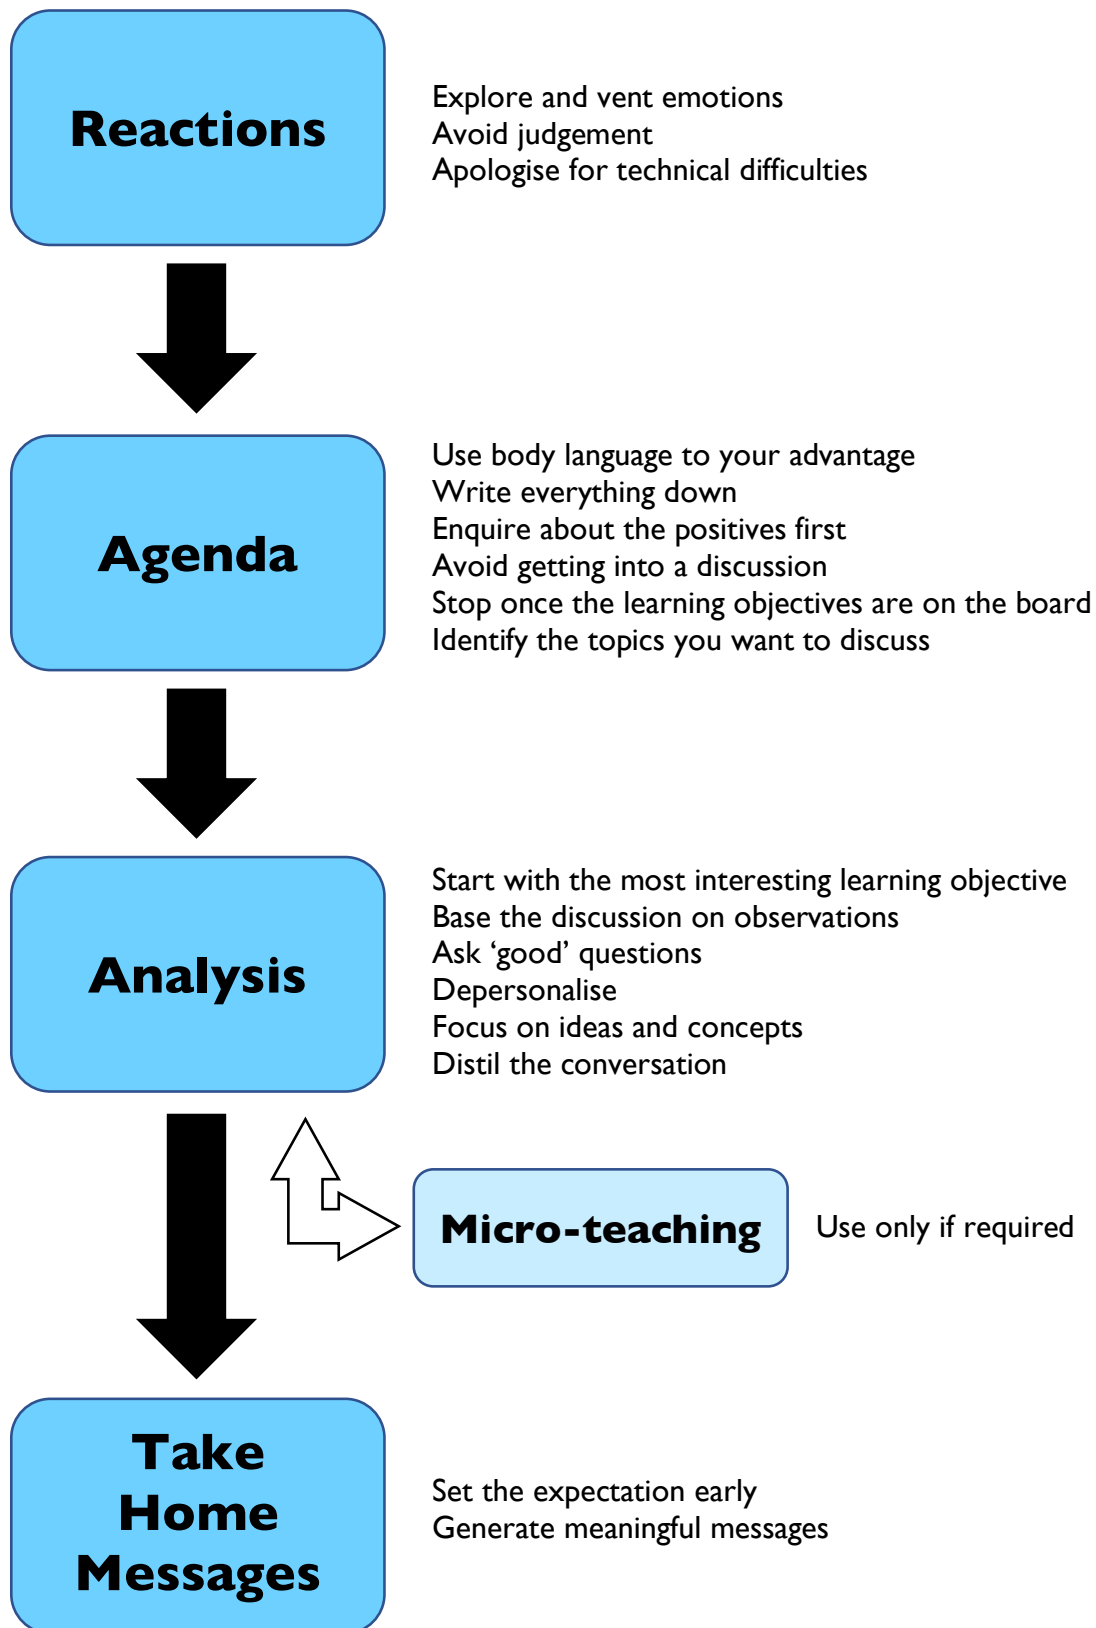 Reactions
Explore and vent emotions
Avoid judgement
Apologise for technical difficulties
Agenda
Use body language to your advantage
Write everything down
Enquire about the positives first
Avoid getting into a discussion
Stop once the learning objectives are on the board
Identify the topics you want to discuss
Analysis
Start with the most interesting learning objective
Base the discussion on observations
Ask ‘good’ questions
Depersonalise
Focus on ideas and concepts
Distil the conversation
Micro-teaching
Use only if required
Take
Home
Messages
Set the expectation early
Generate meaningful messages